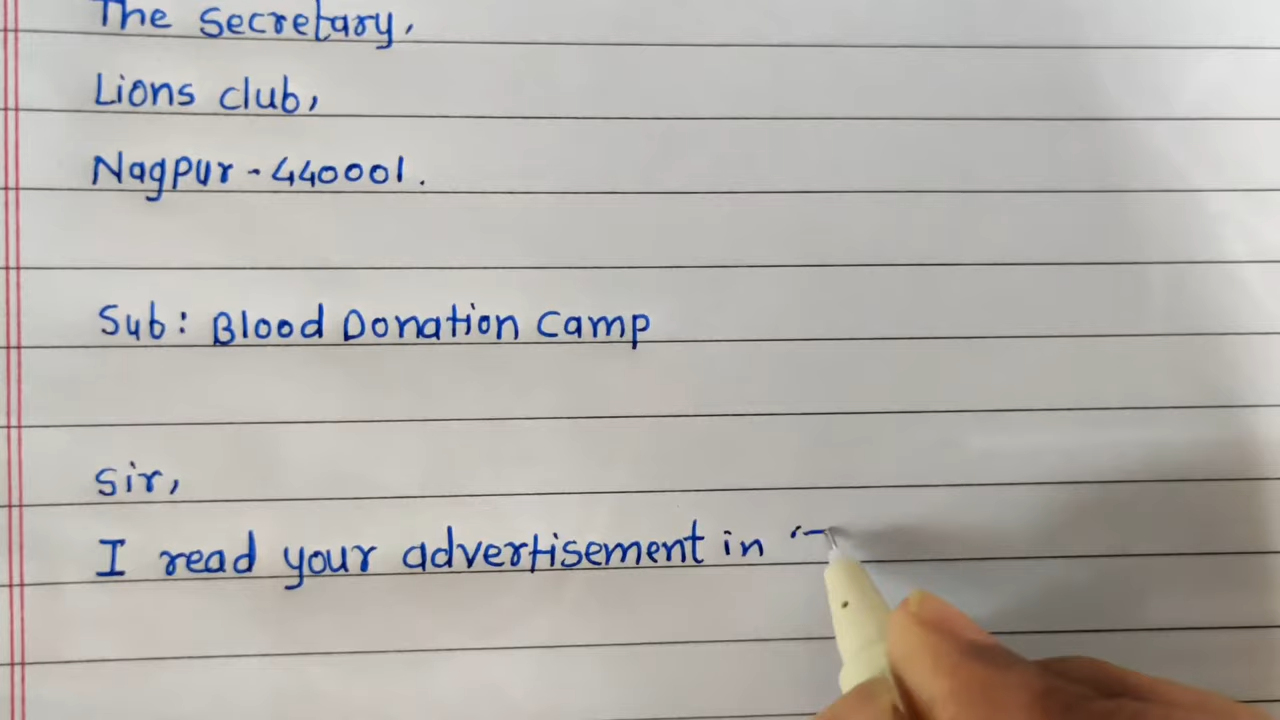 The Secretary,
Lions club,
Nagpur - 440001.
Sub: Blood Donation Camp
Sir,
I read your advertisement in '